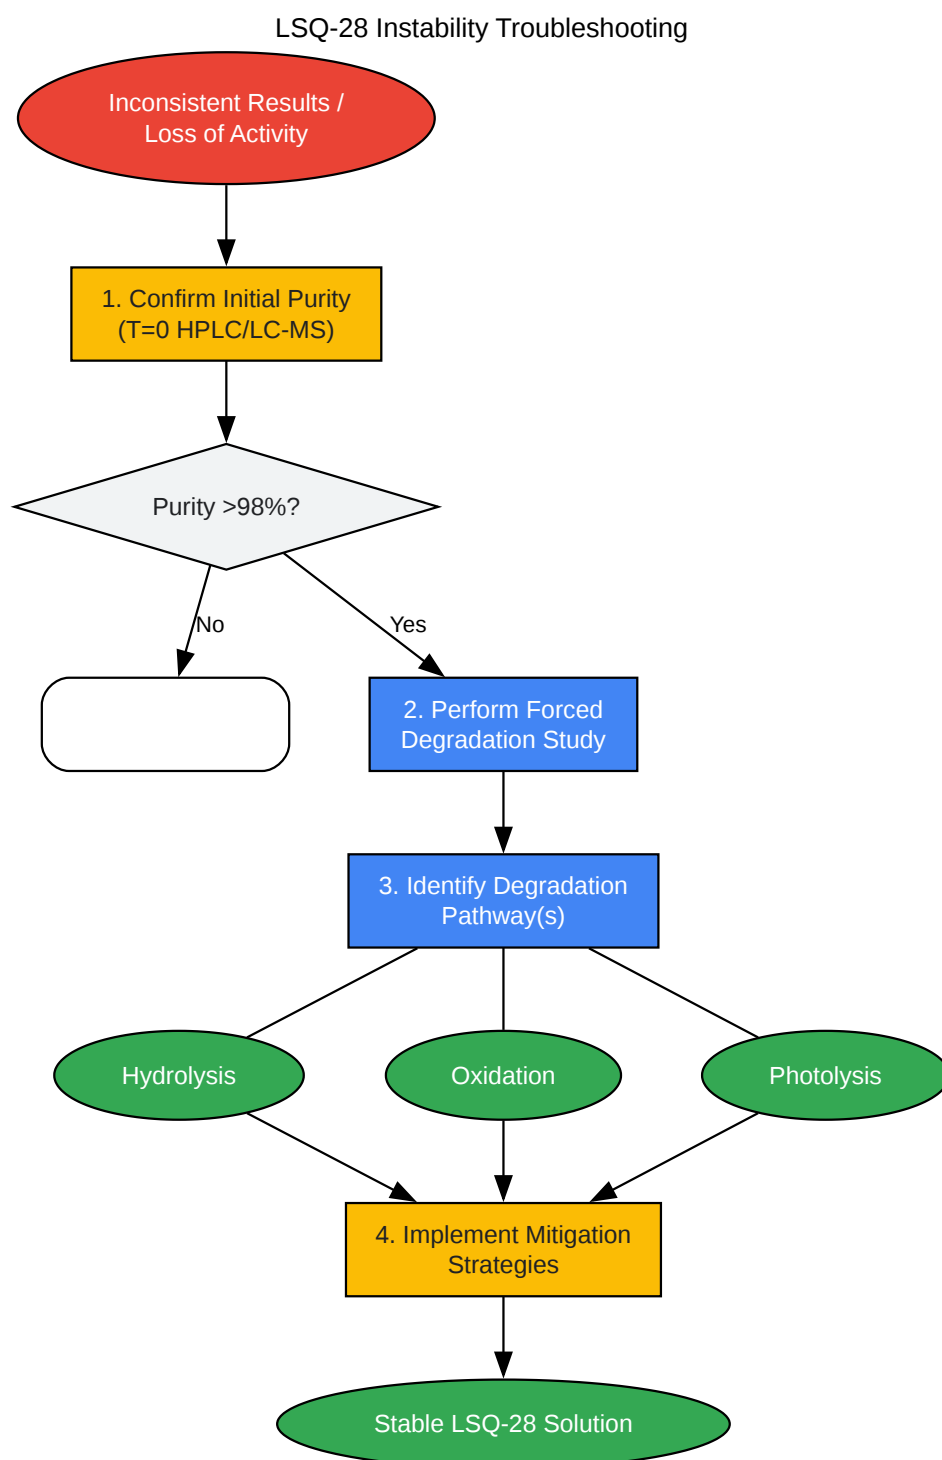 LSQ-28 Instability Troubleshooting
Inconsistent Results /
Loss of Activity
1. Confirm Initial Purity
(T=0 HPLC/LC-MS)
Purity >98%?
No
Yes
2. Perform Forced
Degradation Study
3. Identify Degradation
Pathway(s)
Hydrolysis
Oxidation
Photolysis
4. Implement Mitigation
Strategies
Stable LSQ-28 Solution